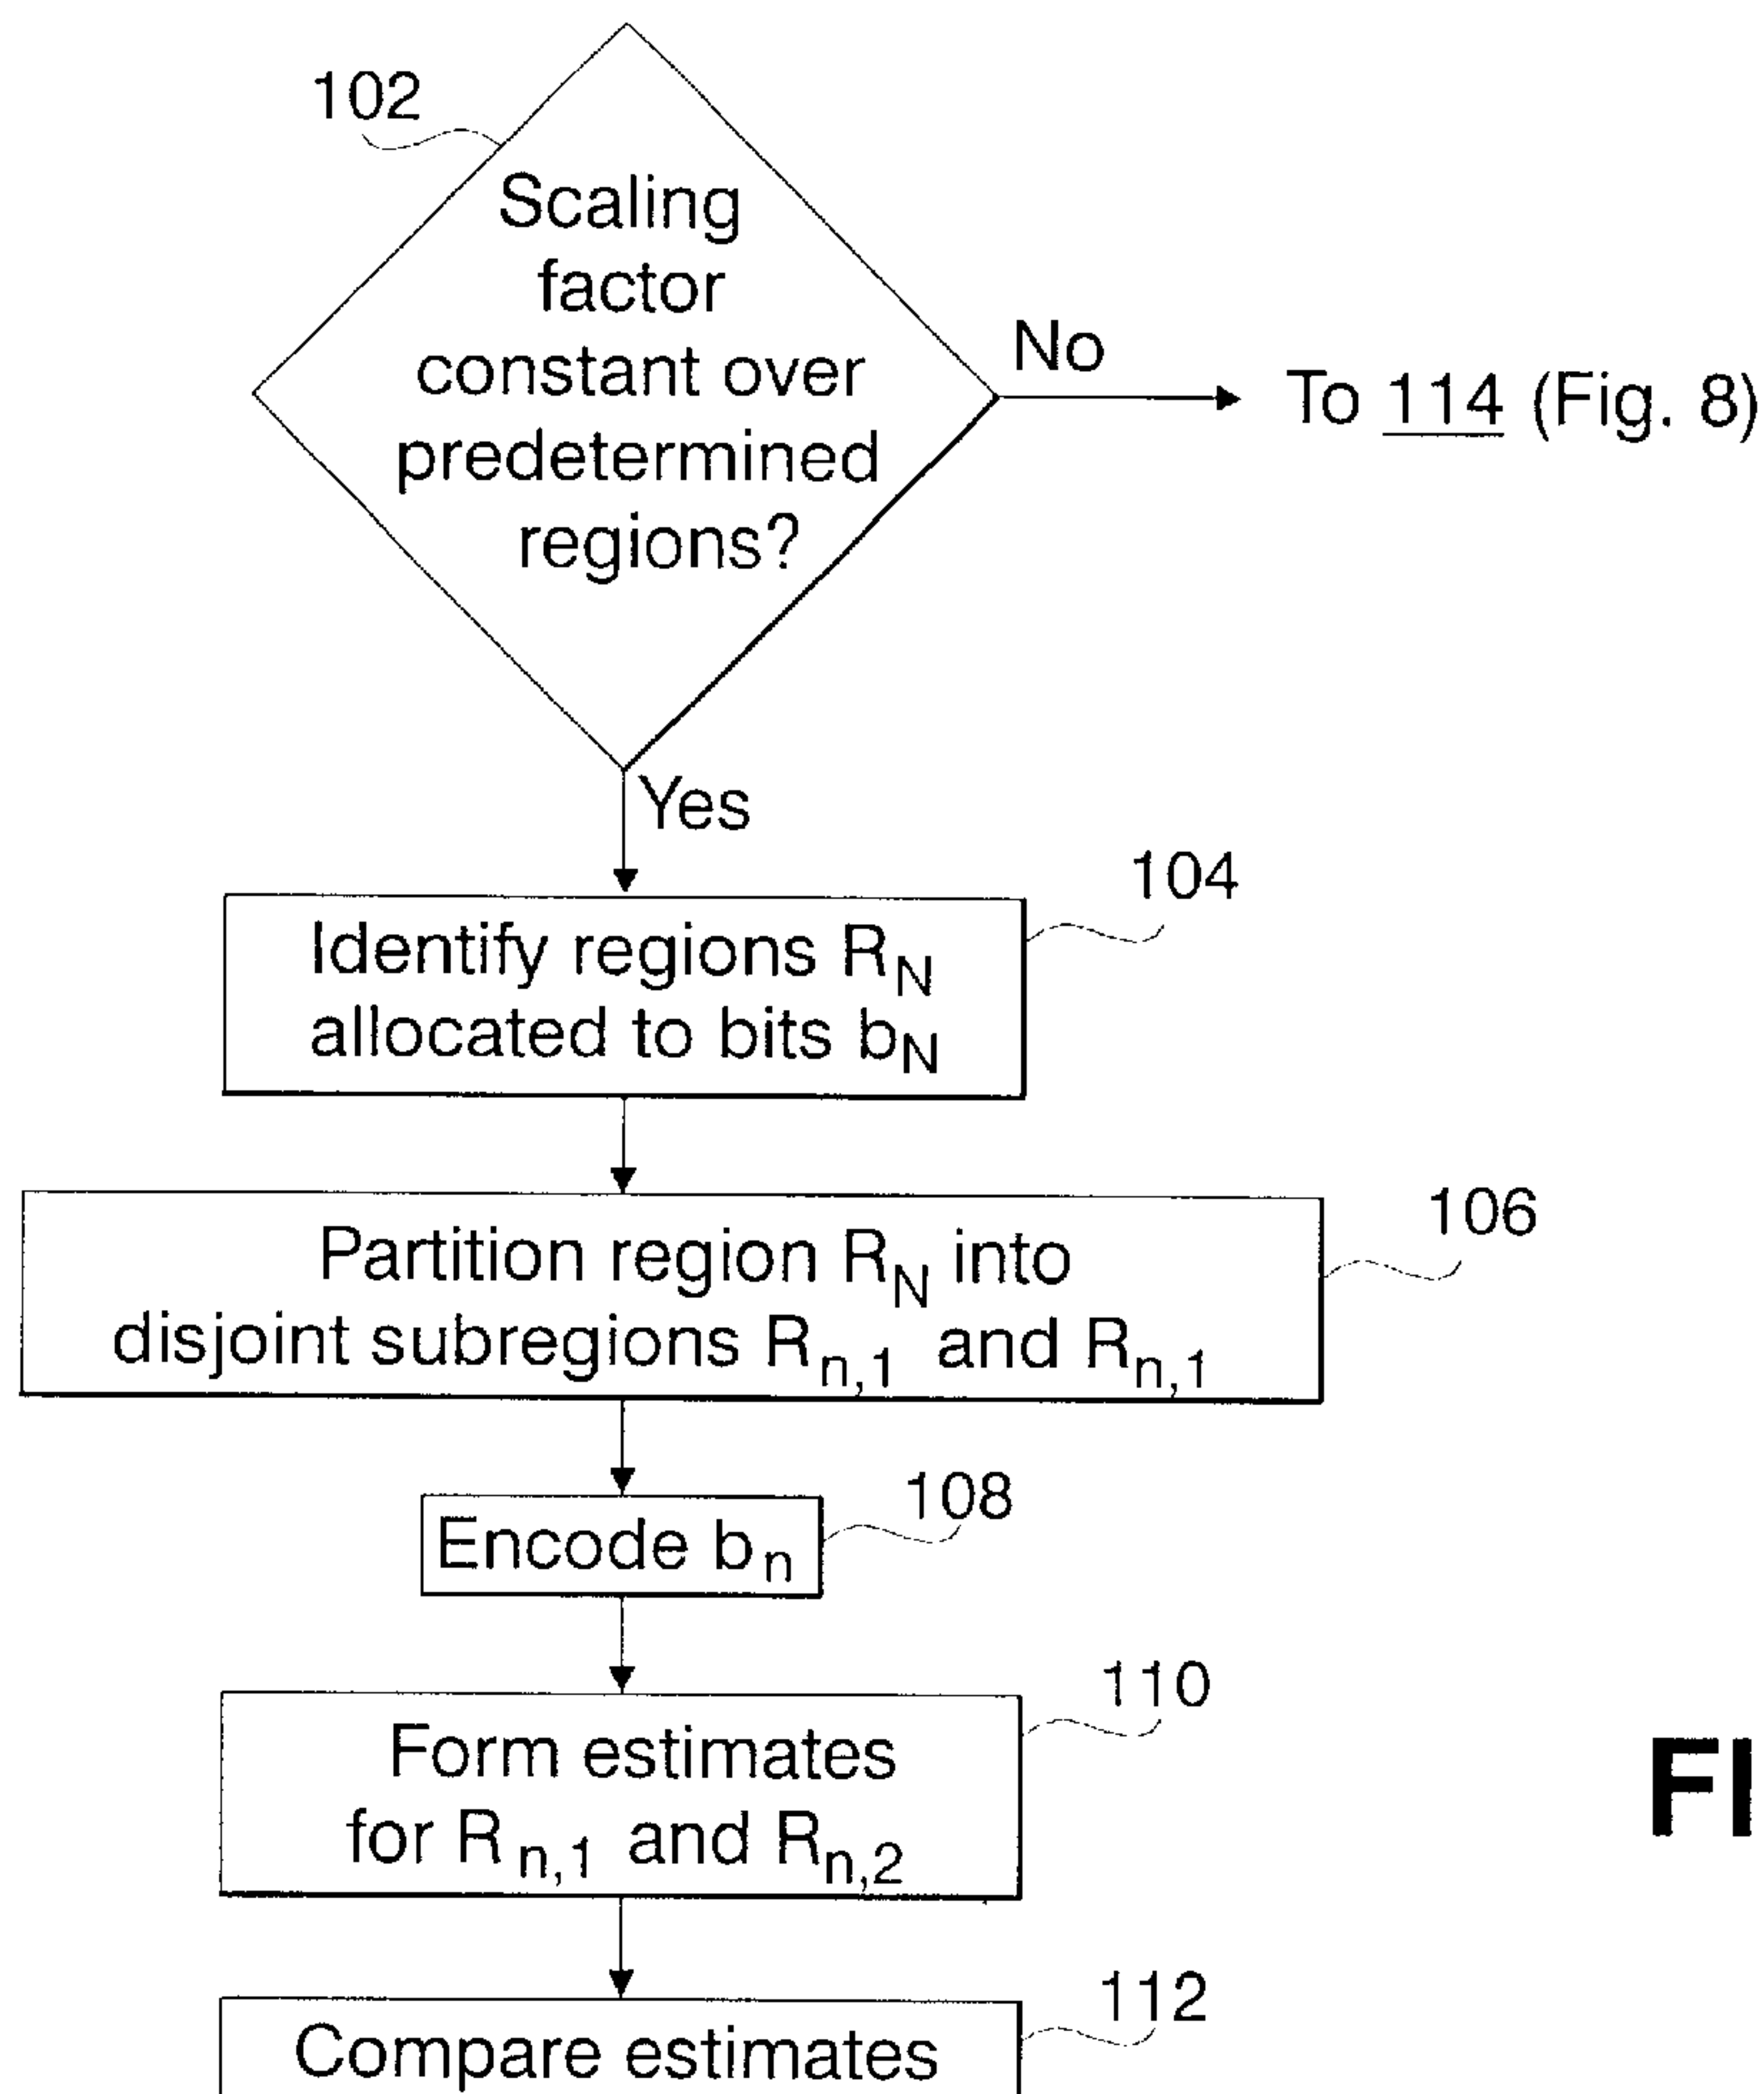 102
Scaling
factor
constant over
predetermined
regions?
No
To 114 (Fig. 8)
Yes
104
Identify regions R_N
allocated to bits b_N
106
Partition region R_N into
disjoint subregions R_n,1 and R_n,1
108
Encode b_n
110
Form estimates
for R_n,1 and R_n,2
FI
112
Compare estimates